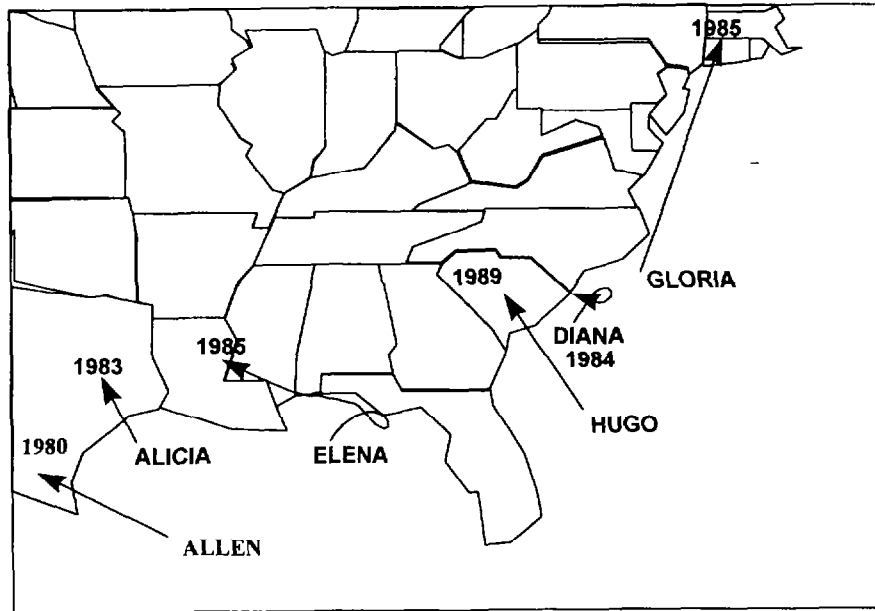 1985
GLORIA
1989
DIANA
1984
1985
1983
HUGO
1980
ALICIA
ELENA
ALLEN